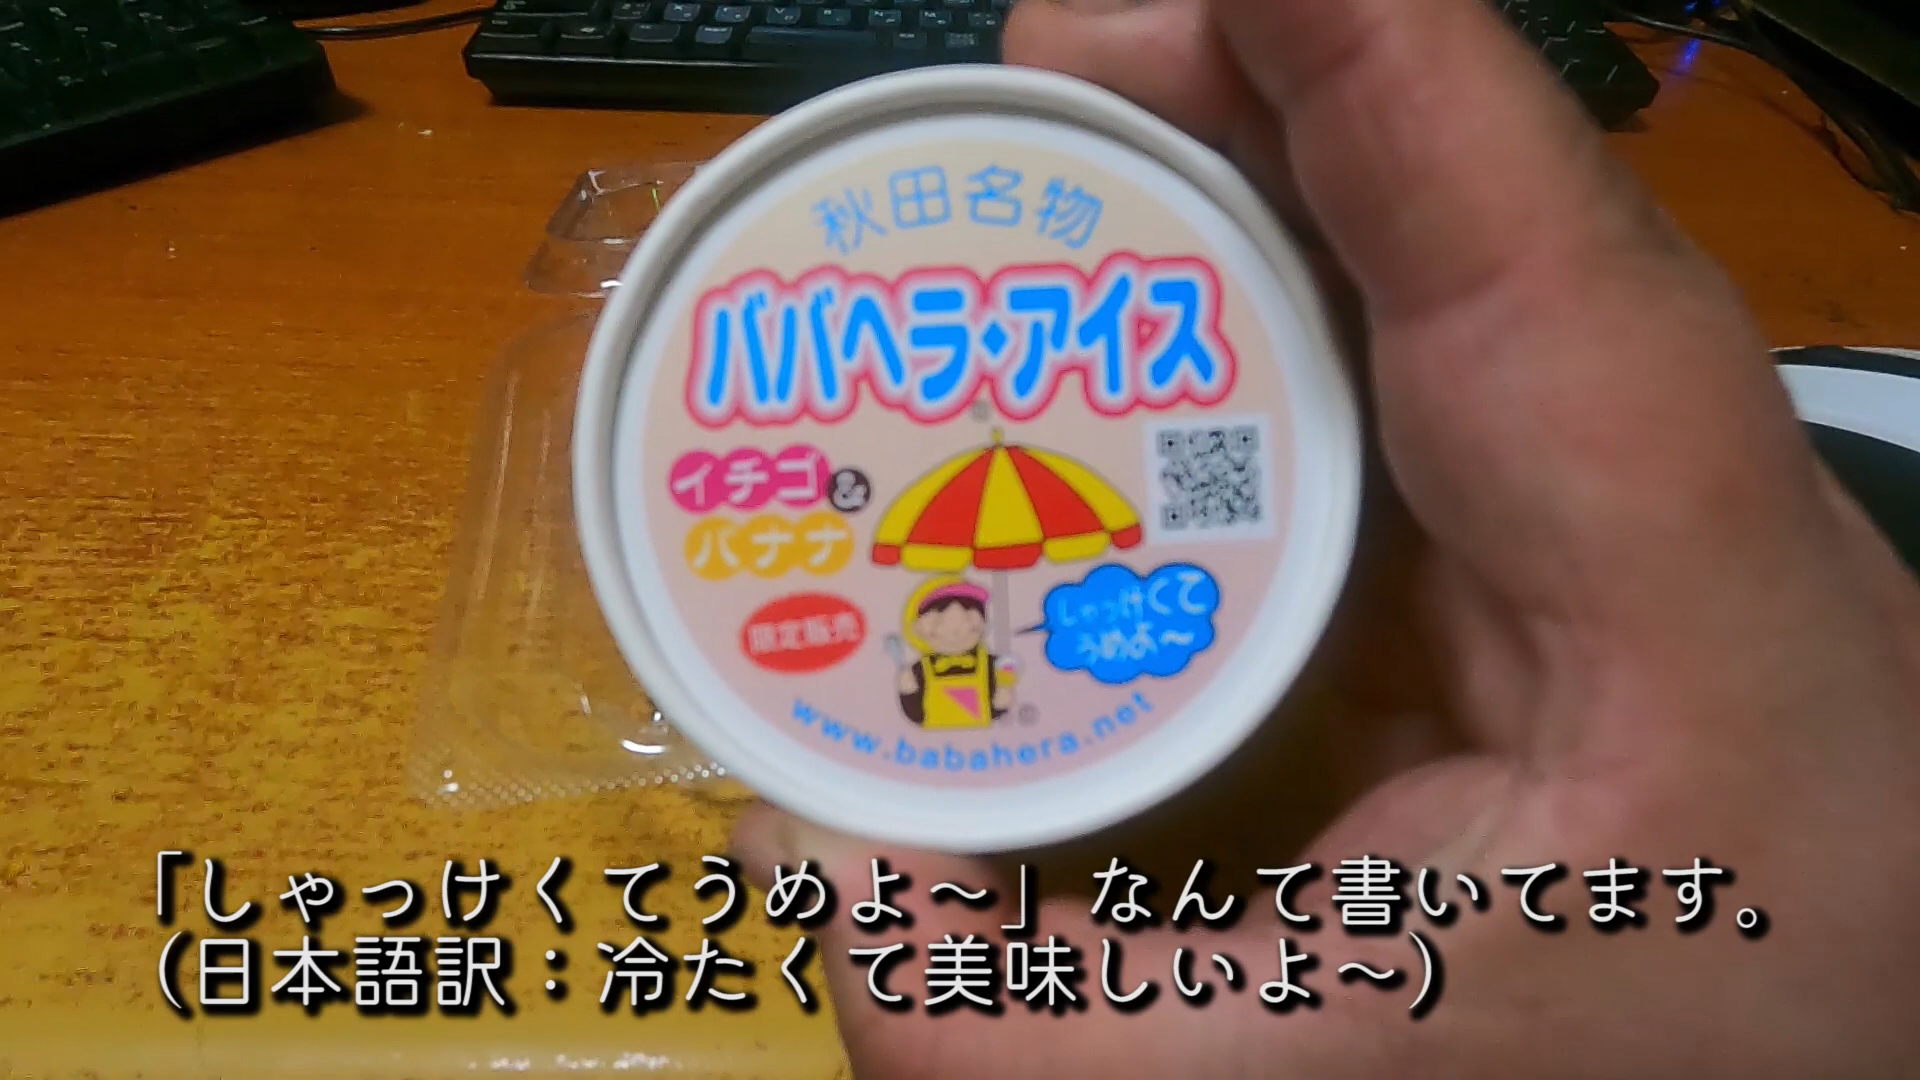 秋田名物
ババヘラ・アイス
イチゴ&
バナナ
限定販売
しゃっけくて
うめよ～
www.babahera.net
「しゃっけくてうめよ～」なんて書いてます。
（日本語訳：冷たくて美味しいよ～）